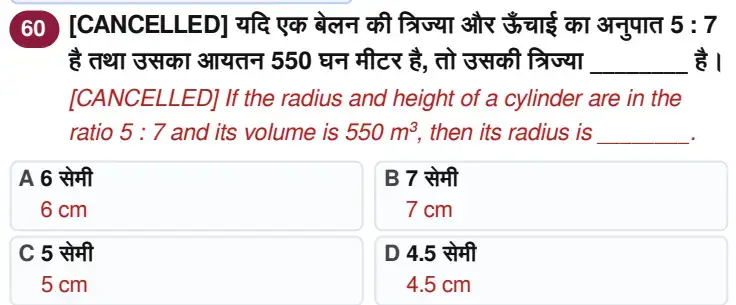 60 [CANCELLED] यदि एक बेलन की त्रिज्या और ऊँचाई का अनुपात 5 : 7
है तथा उसका आयतन 550 घन मीटर है, तो उसकी त्रिज्या ________ है।
[CANCELLED] If the radius and height of a cylinder are in the
ratio 5 : 7 and its volume is 550 m³, then its radius is ________.
A 6 सेमी
6 cm
B 7 सेमी
7 cm
C 5 सेमी
5 cm
D 4.5 सेमी
4.5 cm